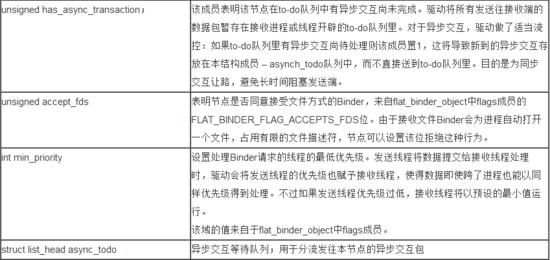 unsigned has_async_transaction；
该成员表明该节点在to-do队列中有异步交互尚未完成。驱动将所有发送往接收端的
数据包暂存在接收进程或线程开辟的to-do队列里。对于异步交互，驱动做了适当流
控：如果to-do队列里有异步交互尚待处理则该成员置1，这将导致新到的异步交互存
放在本结构成员 – asynch_todo队列中，而不直接送到to-do队列里。目的是为同步
交互让路，避免长时间阻塞发送端。
unsigned accept_fds
表明节点是否同意接受文件方式的Binder，来自flat_binder_object中flags成员的
FLAT_BINDER_FLAG_ACCEPTS_FDS位。由于接收文件Binder会为进程自动打开
一个文件，占用有限的文件描述符，节点可以设置该位拒绝这种行为。
int min_priority
设置处理Binder请求的线程的最低优先级。发送线程将数据提交给接收线程处理
时，驱动会将发送线程的优先级也赋予接收线程，使得数据即使跨了进程也能以同
样优先级得到处理。不过如果发送线程优先级过低，接收线程将以预设的最小值运
行。
该域的值来自于flat_binder_object中flags成员。
struct list_head async_todo
异步交互等待队列；用于分流发往本节点的异步交互包